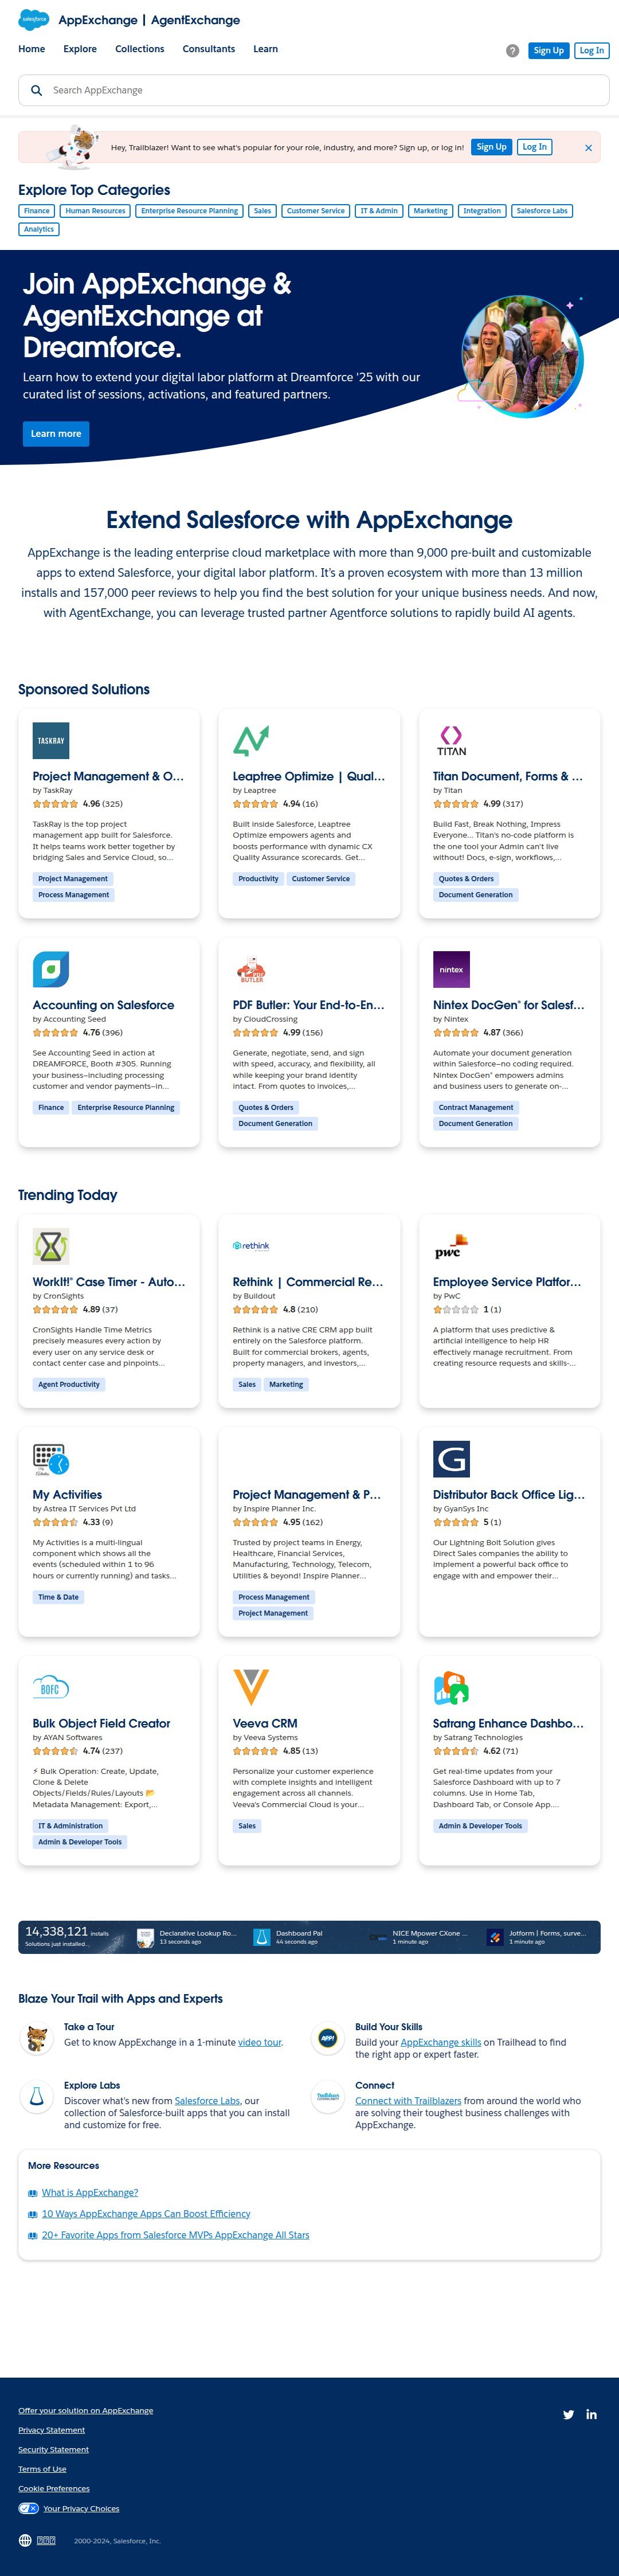 salesforce
AppExchange | AgentExchange
Home
Explore
Collections
Consultants
Learn
?
Sign Up
Log In
Search AppExchange
Hey, Trailblazer! Want to see what's popular for your role, industry, and more? Sign up, or log in!
Sign Up
Log In
Explore Top Categories
Finance
Human Resources
Enterprise Resource Planning
Sales
Customer Service
IT & Admin
Marketing
Integration
Salesforce Labs
Analytics
Join AppExchange &
AgentExchange at
Dreamforce.
Learn how to extend your digital labor platform at Dreamforce '25 with our
curated list of sessions, activations, and featured partners.
Learn more
Extend Salesforce with AppExchange
AppExchange is the leading enterprise cloud marketplace with more than 9,000 pre-built and customizable
apps to extend Salesforce, your digital labor platform. It's a proven ecosystem with more than 13 million
installs and 157,000 peer reviews to help you find the best solution for your unique business needs. And now,
with AgentExchange, you can leverage trusted partner Agentforce solutions to rapidly build AI agents.
Sponsored Solutions
TASKRAY
Project Management & O...
by TaskRay
4.96 (325)
TaskRay is the top project
management app built for Salesforce.
It helps teams work better together by
bridging Sales and Service Cloud, so...
Project Management
Process Management
Leaptree Optimize | Qual...
by Leaptree
4.94 (16)
Built inside Salesforce, Leaptree
Optimize empowers agents and
boosts performance with dynamic CX
Quality Assurance scorecards. Get...
Productivity
Customer Service
TITAN
Titan Document, Forms & ...
by Titan
4.99 (317)
Build Fast, Break Nothing, Impress
Everyone... Titan's no-code platform is
the one tool your Admin can't live
without! Docs, e-sign, workflows,...
Quotes & Orders
Document Generation
Accounting on Salesforce
by Accounting Seed
4.76 (396)
See Accounting Seed in action at
DREAMFORCE, Booth #305. Running
your business—including processing
customer and vendor payments—in...
Finance
Enterprise Resource Planning
PDF
BUTLER
PDF Butler: Your End-to-En...
by CloudCrossing
4.99 (156)
Generate, negotiate, send, and sign
with speed, accuracy, and flexibility, all
while keeping your brand identity
intact. From quotes to invoices,...
Quotes & Orders
Document Generation
nintex
Nintex DocGen® for Salesf...
by Nintex
4.87 (366)
Automate your document generation
within Salesforce—no coding required.
Nintex DocGen® empowers admins
and business users to generate on-...
Contract Management
Document Generation
Trending Today
WorkIt!® Case Timer - Auto...
by CronSights
4.89 (37)
CronSights Handle Time Metrics
precisely measures every action by
every user on any service desk or
contact center case and pinpoints...
Agent Productivity
rethink
Rethink | Commercial Re...
by Buildout
4.8 (210)
Rethink is a native CRE CRM app built
entirely on the Salesforce platform.
Built for commercial brokers, agents,
property managers, and investors,...
Sales
Marketing
pwc
Employee Service Platfor...
by PwC
1 (1)
A platform that uses predictive &
artificial intelligence to help HR
effectively manage recruitment. From
creating resource requests and skills-...
My Activities
by Astrea IT Services Pvt Ltd
4.33 (9)
My Activities is a multi-lingual
component which shows all the
events (scheduled within 1 to 96
hours or currently running) and tasks...
Time & Date
Project Management & P...
by Inspire Planner Inc.
4.95 (162)
Trusted by project teams in Energy,
Healthcare, Financial Services,
Manufacturing, Technology, Telecom,
Utilities & beyond! Inspire Planner...
Process Management
Project Management
G
Distributor Back Office Lig...
by GyanSys Inc
5 (1)
Our Lightning Bolt Solution gives
Direct Sales companies the ability to
implement a powerful back office to
engage with and empower their...
BOFC
Bulk Object Field Creator
by AYAN Softwares
4.74 (237)
⚡ Bulk Operation: Create, Update,
Clone & Delete
Objects/Fields/Rules/Layouts 📂
Metadata Management: Export,...
IT & Administration
Admin & Developer Tools
Veeva CRM
by Veeva Systems
4.85 (13)
Personalize your customer experience
with complete insights and intelligent
engagement across all channels.
Veeva's Commercial Cloud is your...
Sales
Satrang Enhance Dashbo...
by Satrang Technologies
4.62 (71)
Get real-time updates from your
Salesforce Dashboard with up to 7
columns. Use in Home Tab,
Dashboard Tab, or Console App....
Admin & Developer Tools
14,338,121 installs
Solutions just installed...
Declarative Lookup Ro...
13 seconds ago
Dashboard Pal
44 seconds ago
NICE Mpower CXone ...
1 minute ago
Jotform | Forms, surve...
1 minute ago
Blaze Your Trail with Apps and Experts
Take a Tour
Get to know AppExchange in a 1-minute video tour.
APP!
Build Your Skills
Build your AppExchange skills on Trailhead to find
the right app or expert faster.
Explore Labs
Discover what's new from Salesforce Labs, our
collection of Salesforce-built apps that you can install
and customize for free.
Connect
Connect with Trailblazers from around the world who
are solving their toughest business challenges with
AppExchange.
More Resources
What is AppExchange?
10 Ways AppExchange Apps Can Boost Efficiency
20+ Favorite Apps from Salesforce MVPs AppExchange All Stars
Offer your solution on AppExchange
Privacy Statement
Security Statement
Terms of Use
Cookie Preferences
Your Privacy Choices
2000-2024, Salesforce, Inc.